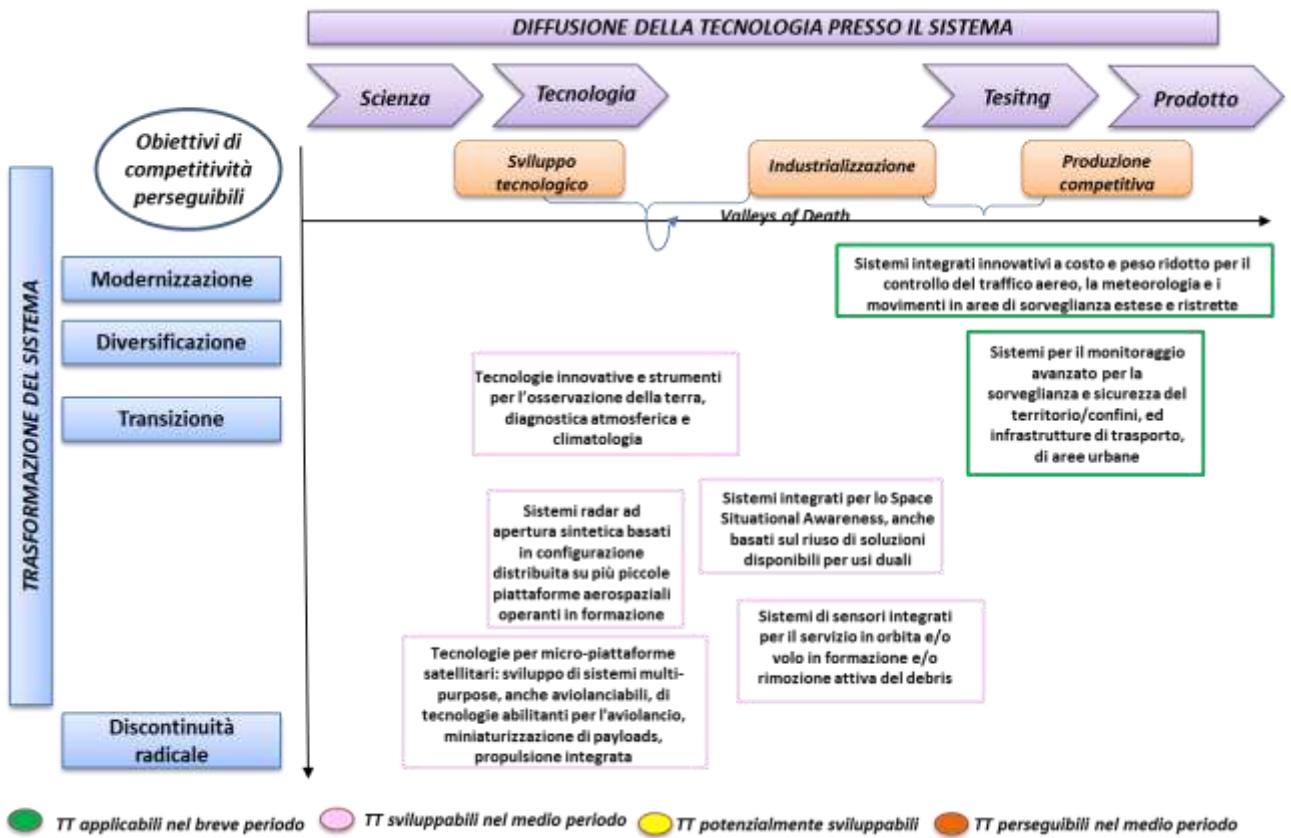 DIFFUSIONE DELLA TECNOLOGIA PRESSO IL SISTEMA
Scienza
Tecnologia
Tesitng
Prodotto
Obiettivi di
competitività
perseguibili
Sviluppo
tecnologico
Industrializzazione
Produzione
competitiva
Valleys of Death
TRASFORMAZIONE DEL SISTEMA
Modernizzazione
Diversificazione
Transizione
Discontinuità
radicale
Sistemi integrati innovativi a costo e peso ridotto per il
controllo del traffico aereo, la meteorologia e i
movimenti in aree di sorveglianza estese e ristrette
Sistemi per il monitoraggio
avanzato per la
sorveglianza e sicurezza del
territorio/confini, ed
infrastrutture di trasporto,
di aree urbane
Tecnologie innovative e strumenti
per l'osservazione della terra,
diagnostica atmosferica e
climatologia
Sistemi radar ad
apertura sintetica basati
in configurazione
distribuita su più piccole
piattaforme aerospaziali
operanti in formazione
Sistemi integrati per lo Space
Situational Awareness, anche
basati sul riuso di soluzioni
disponibili per usi duali
Sistemi di sensori integrati
per il servizio in orbita e/o
volo in formazione e/o
rimozione attiva del debris
Tecnologie per micro-piattaforme
satellitari: sviluppo di sistemi multi-
purpose, anche aviolanciabili, di
tecnologie abilitanti per l'aviolancio,
miniaturizzazione di payloads,
propulsione integrata
TT applicabili nel breve periodo
TT sviluppabili nel medio periodo
TT potenzialmente sviluppabili
TT perseguibili nel medio periodo